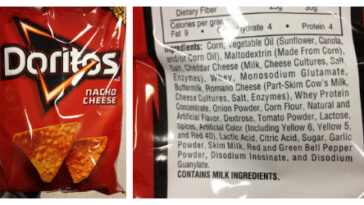 Doritos
NACHO
CHEESE
Dietary Fiber 25g 30g
Calories per gram:
Fat 9 • Carbohydrate 4 • Protein 4
Ingredients: Corn, Vegetable Oil (Sunflower, Canola,
and/or Corn Oil), Maltodextrin (Made From Corn),
Salt, Cheddar Cheese (Milk, Cheese Cultures, Salt,
Enzymes), Whey, Monosodium Glutamate,
Buttermilk, Romano Cheese (Part-Skim Cow's Milk,
Cheese Cultures, Salt, Enzymes), Whey Protein
Concentrate, Onion Powder, Corn Flour, Natural and
Artificial Flavor, Dextrose, Tomato Powder, Lactose,
Spices, Artificial Color (Including Yellow 6, Yellow 5,
and Red 40), Lactic Acid, Citric Acid, Sugar, Garlic
Powder, Skim Milk, Red and Green Bell Pepper
Powder, Disodium Inosinate, and Disodium
Guanylate.
CONTAINS MILK INGREDIENTS.